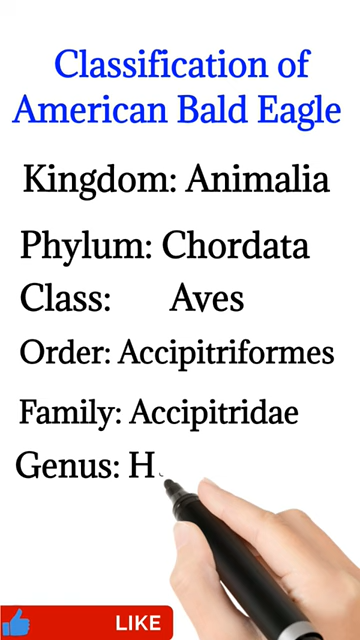 Classification of
American Bald Eagle
Kingdom: Animalia
Phylum: Chordata
Class: Aves
Order: Accipitriformes
Family: Accipitridae
Genus: H
LIKE